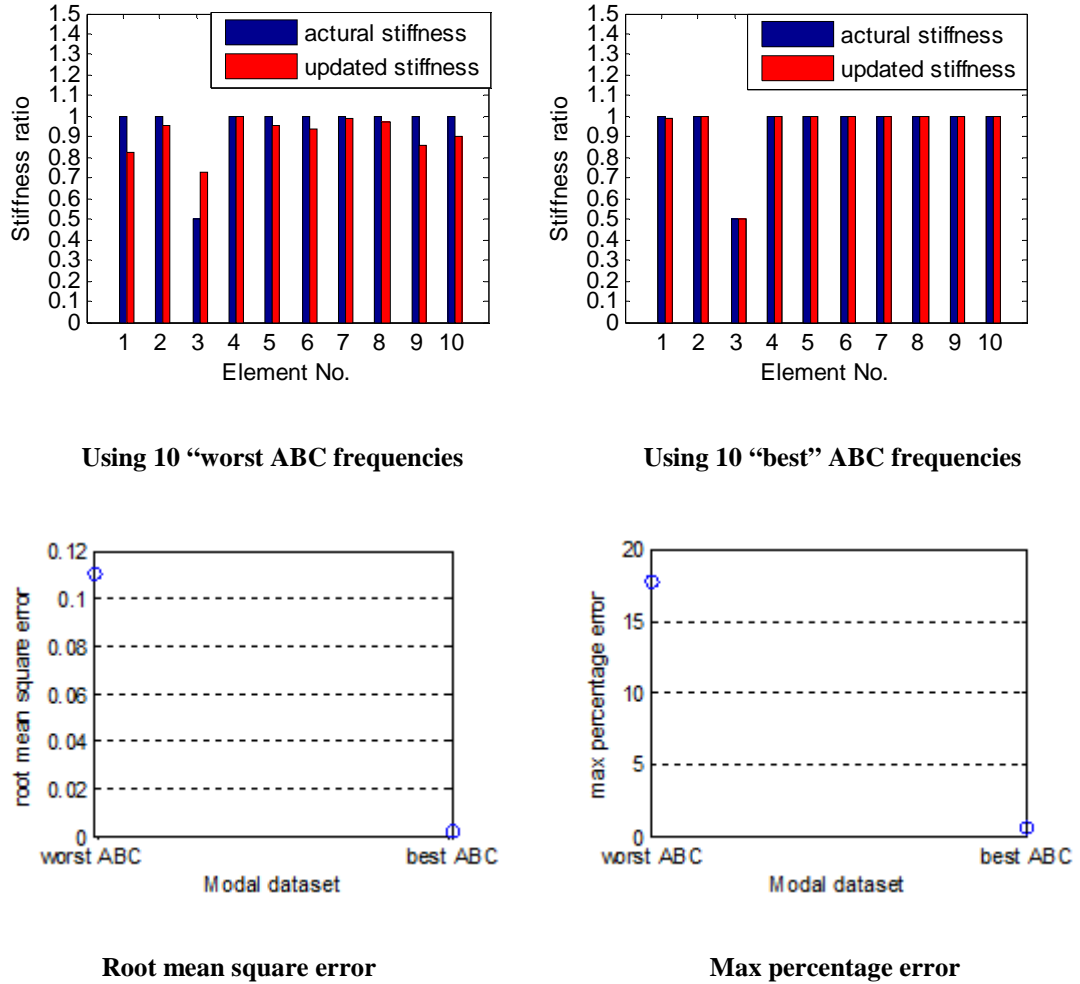 1.5
1.4
1.3
1.2
1.1
1
0.9
0.8
0.7
0.6
0.5
0.4
0.3
0.2
0.1
0
Stiffness ratio
actural stiffness
updated stiffness
1 2 3 4 5 6 7 8 9 10
Element No.
Using 10 “worst ABC frequencies
1.5
1.4
1.3
1.2
1.1
1
0.9
0.8
0.7
0.6
0.5
0.4
0.3
0.2
0.1
0
Stiffness ratio
actural stiffness
updated stiffness
1 2 3 4 5 6 7 8 9 10
Element No.
Using 10 “best” ABC frequencies
0.12
0.1
0.08
0.06
0.04
0.02
0
root mean square error
worst ABC best ABC
Modal dataset
Root mean square error
20
15
10
5
0
max percentage error
worst ABC best ABC
Modal dataset
Max percentage error